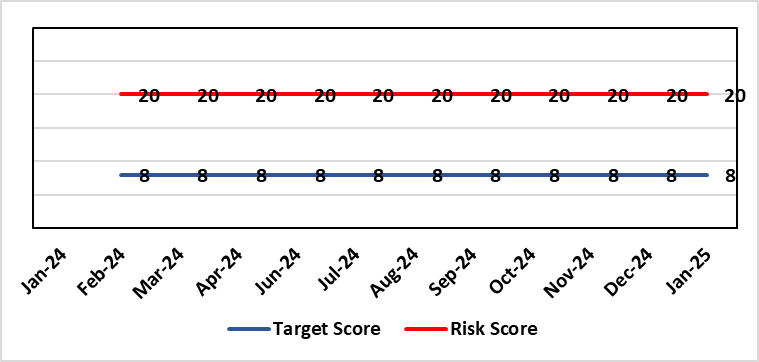 20 20 20 20 20 20 20 20 20 20 20
8 8 8 8 8 8 8 8 8 8 8
Jan-24 Feb-24 Mar-24 Apr-24 Jun-24 Jul-24 Aug-24 Sep-24 Oct-24 Nov-24 Dec-24 Jan-25
Target Score Risk Score